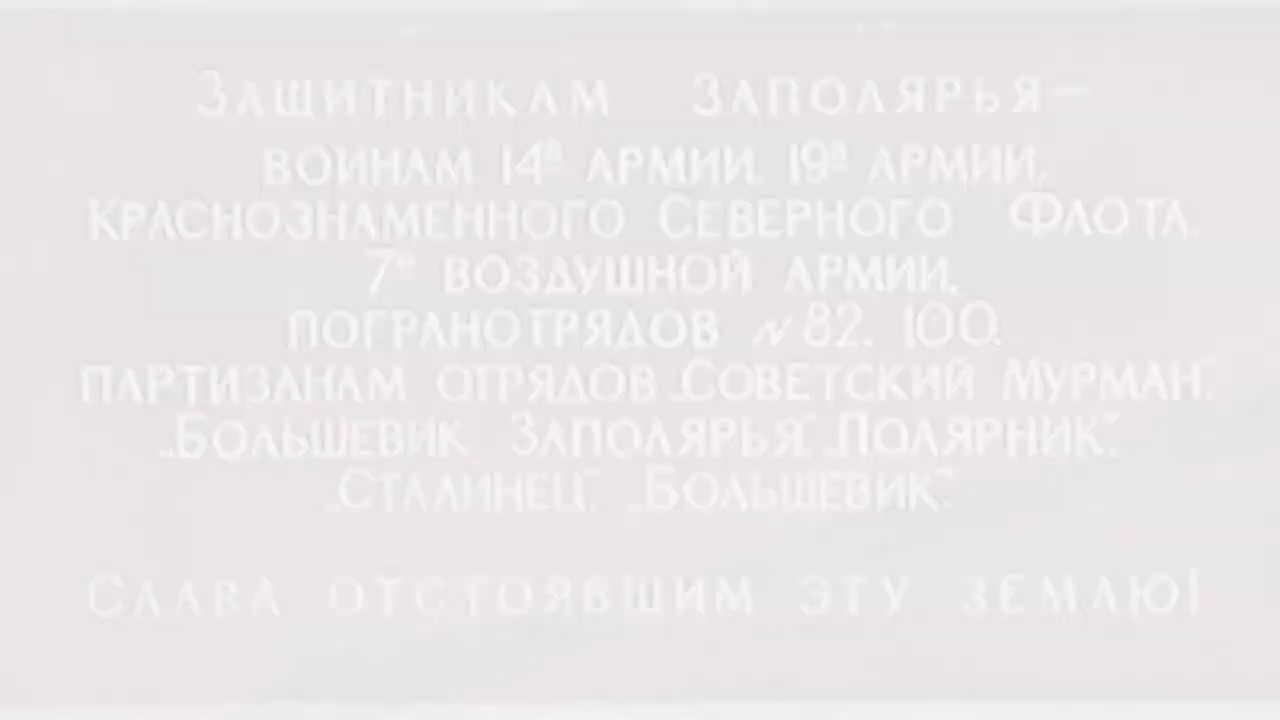 Защитникам Заполярья—
воинам 14й армии, 19й армии,
Краснознаменного Северного Флота,
7й воздушной армии,
погранотрядов № 82, 100,
партизанам отрядов „Советский Мурман",
„Большевик Заполярья" „Полярник",
„Сталинец" „Большевик".
Слава отстоявшим эту землю!